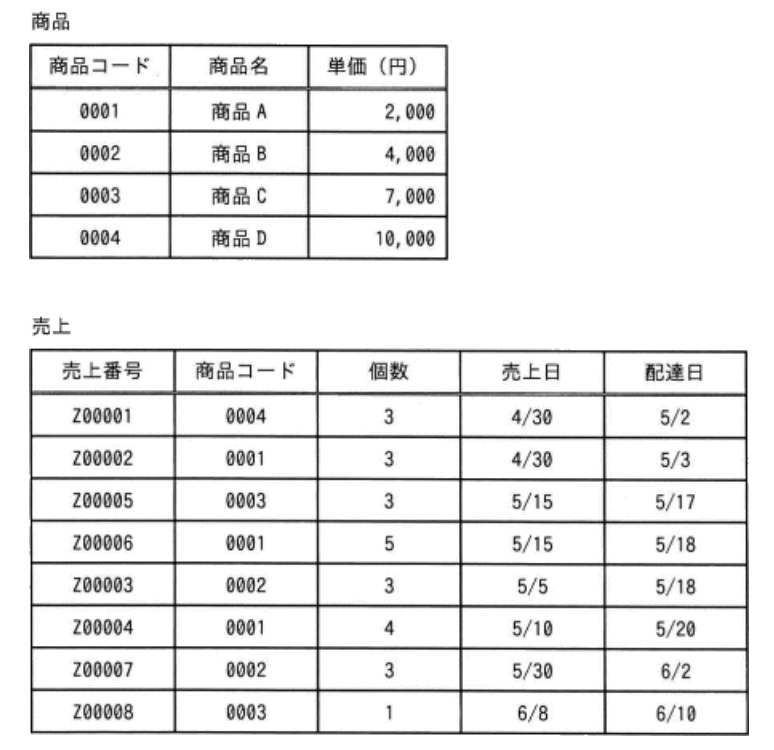 商品
商品コード 商品名 単価（円）
0001 商品A 2,000
0002 商品B 4,000
0003 商品C 7,000
0004 商品D 10,000
売上
売上番号 商品コード 個数 売上日 配達日
Z00001 0004 3 4/30 5/2
Z00002 0001 3 4/30 5/3
Z00005 0003 3 5/15 5/17
Z00006 0001 5 5/15 5/18
Z00003 0002 3 5/5 5/18
Z00004 0001 4 5/10 5/20
Z00007 0002 3 5/30 6/2
Z00008 0003 1 6/8 6/10